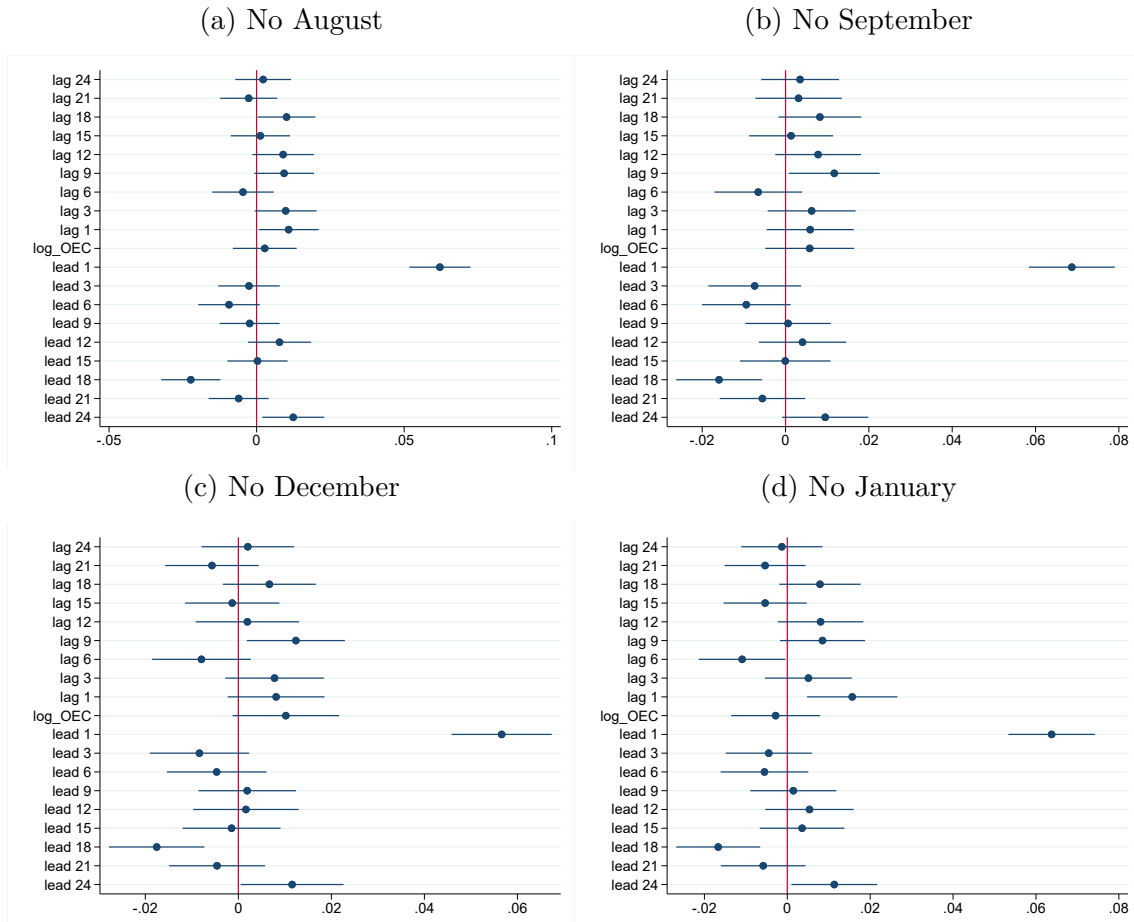 (a) No August
lag 24
lag 21
lag 18
lag 15
lag 12
lag 9
lag 6
lag 3
lag 1
log_OEC
lead 1
lead 3
lead 6
lead 9
lead 12
lead 15
lead 18
lead 21
lead 24
-.05 0 .05 .1
(b) No September
lag 24
lag 21
lag 18
lag 15
lag 12
lag 9
lag 6
lag 3
lag 1
log_OEC
lead 1
lead 3
lead 6
lead 9
lead 12
lead 15
lead 18
lead 21
lead 24
-.02 0 .02 .04 .06 .08
(c) No December
lag 24
lag 21
lag 18
lag 15
lag 12
lag 9
lag 6
lag 3
lag 1
log_OEC
lead 1
lead 3
lead 6
lead 9
lead 12
lead 15
lead 18
lead 21
lead 24
-.02 0 .02 .04 .06
(d) No January
lag 24
lag 21
lag 18
lag 15
lag 12
lag 9
lag 6
lag 3
lag 1
log_OEC
lead 1
lead 3
lead 6
lead 9
lead 12
lead 15
lead 18
lead 21
lead 24
-.02 0 .02 .04 .06 .08